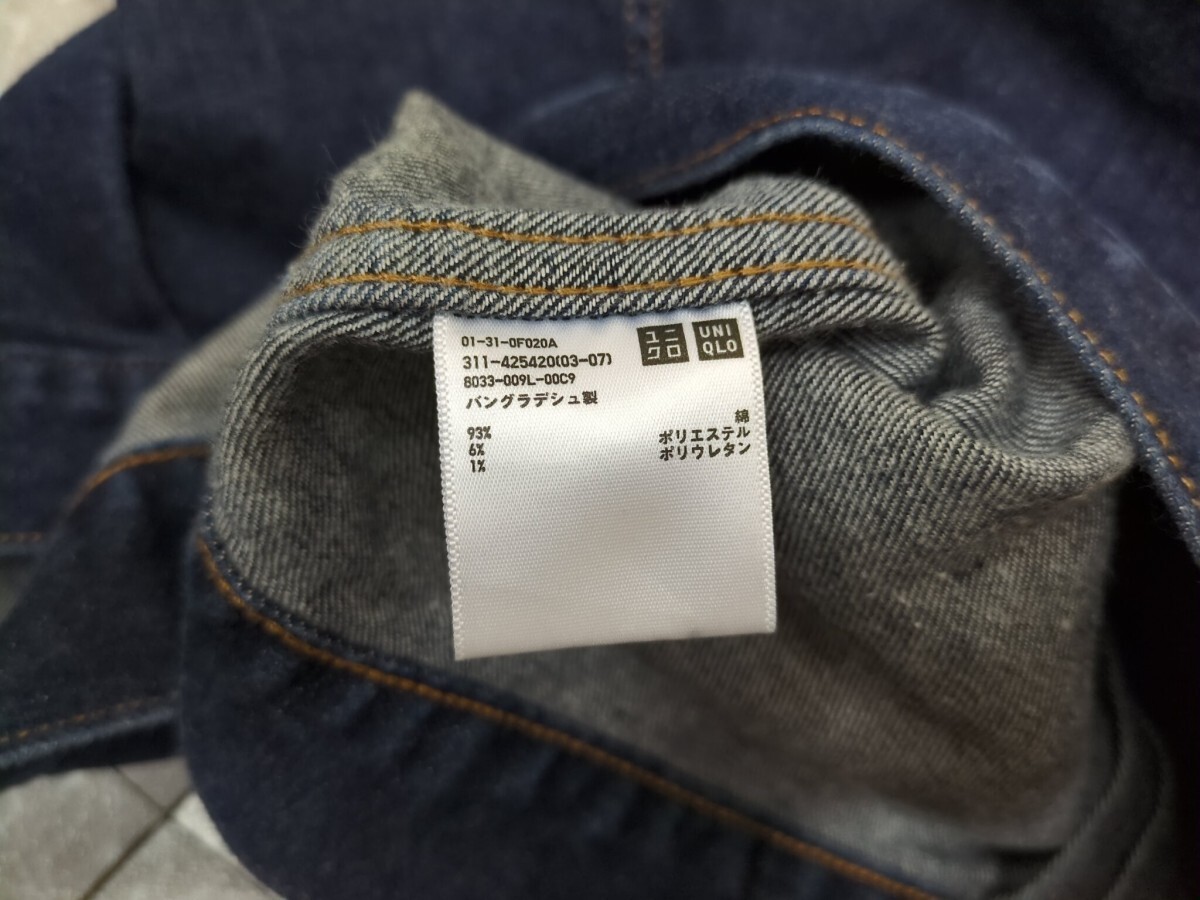 01-31-0F020A
311-425420(03-07)
8033-009L-00C9
バングラデシュ製
ユニ
クロ
UNI
QLO
93% 綿
6% ポリエステル
1% ポリウレタン